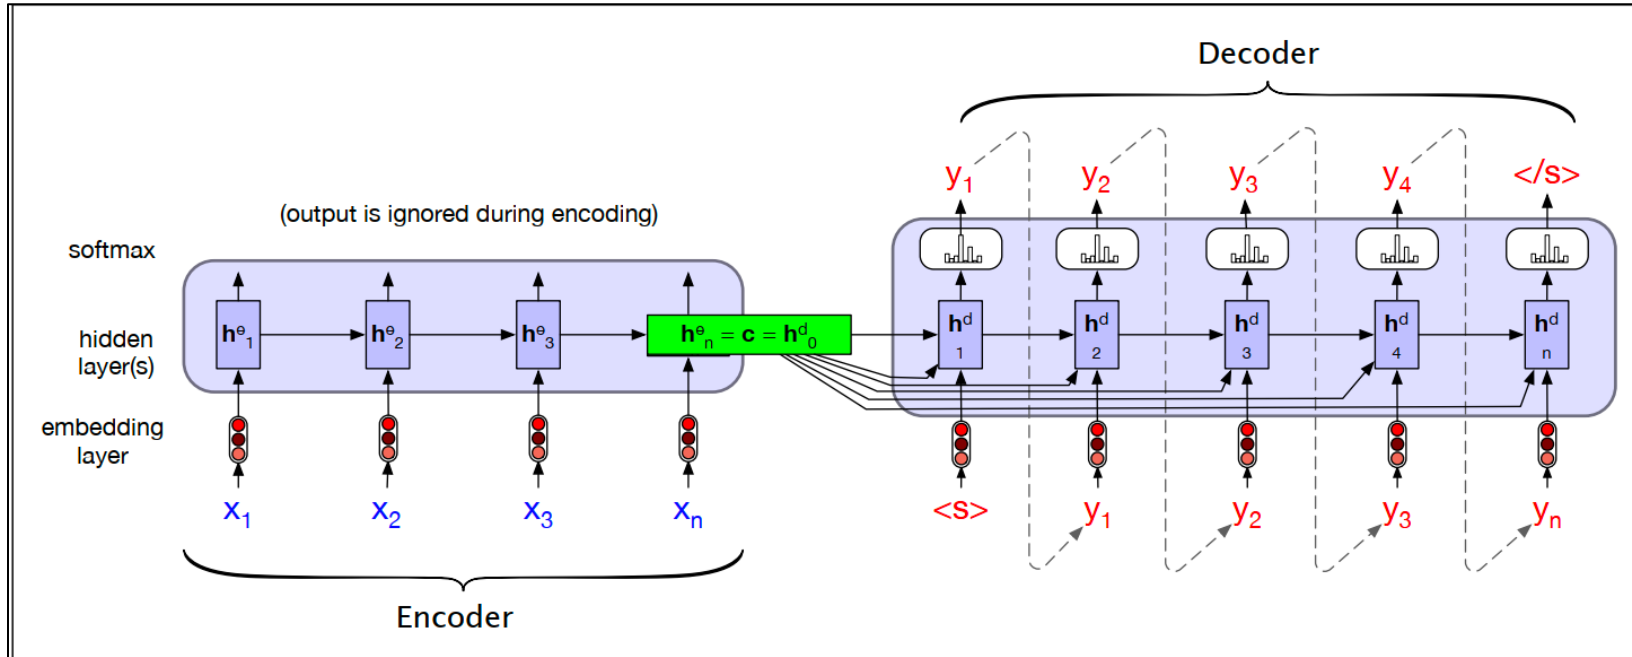 Decoder
y₁ y₂ y₃ y₄ </s>
(output is ignored during encoding)
softmax
hidden
layer(s)
hᵉ₁ hᵉ₂ hᵉ₃ hᵉₙ = c = hᵈ₀ hᵈ₁ hᵈ₂ hᵈ₃ hᵈ₄ hᵈₙ
embedding
layer
x₁ x₂ x₃ xₙ <s> y₁ y₂ y₃ yₙ
Encoder